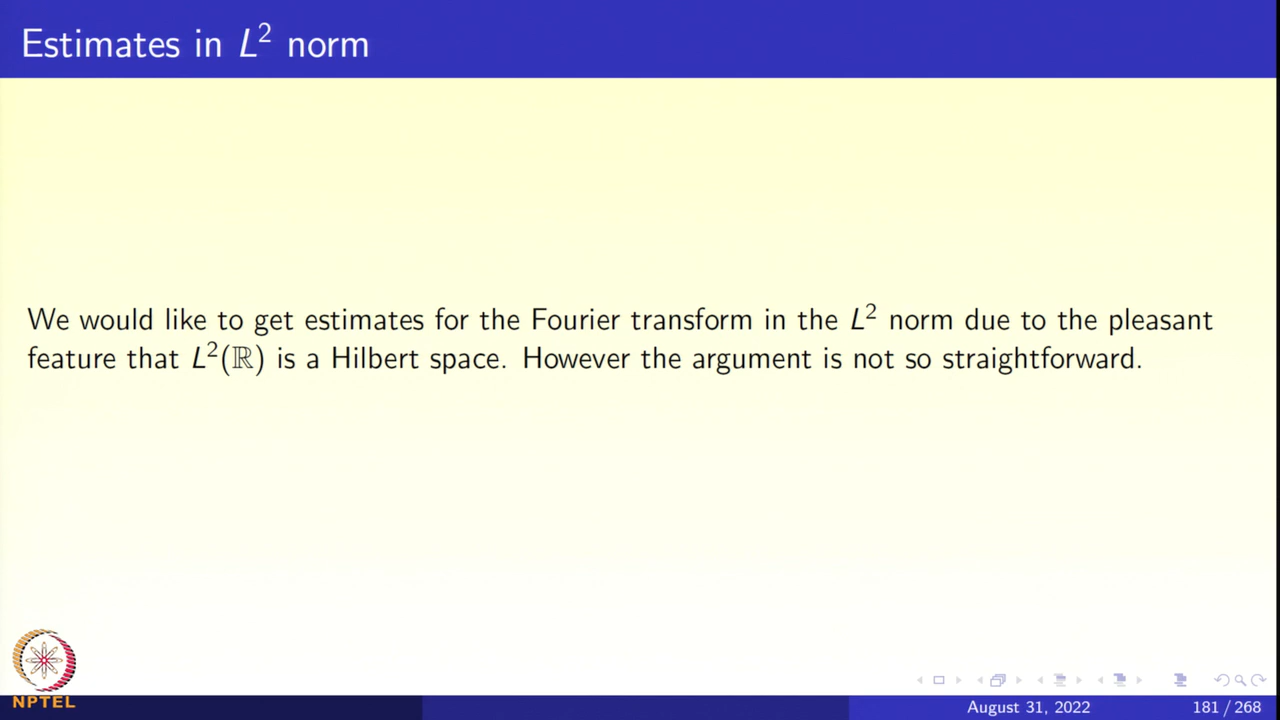 Estimates in L² norm
We would like to get estimates for the Fourier transform in the L² norm due to the pleasant
feature that L²(ℝ) is a Hilbert space. However the argument is not so straightforward.
NPTEL
August 31, 2022
181 / 268